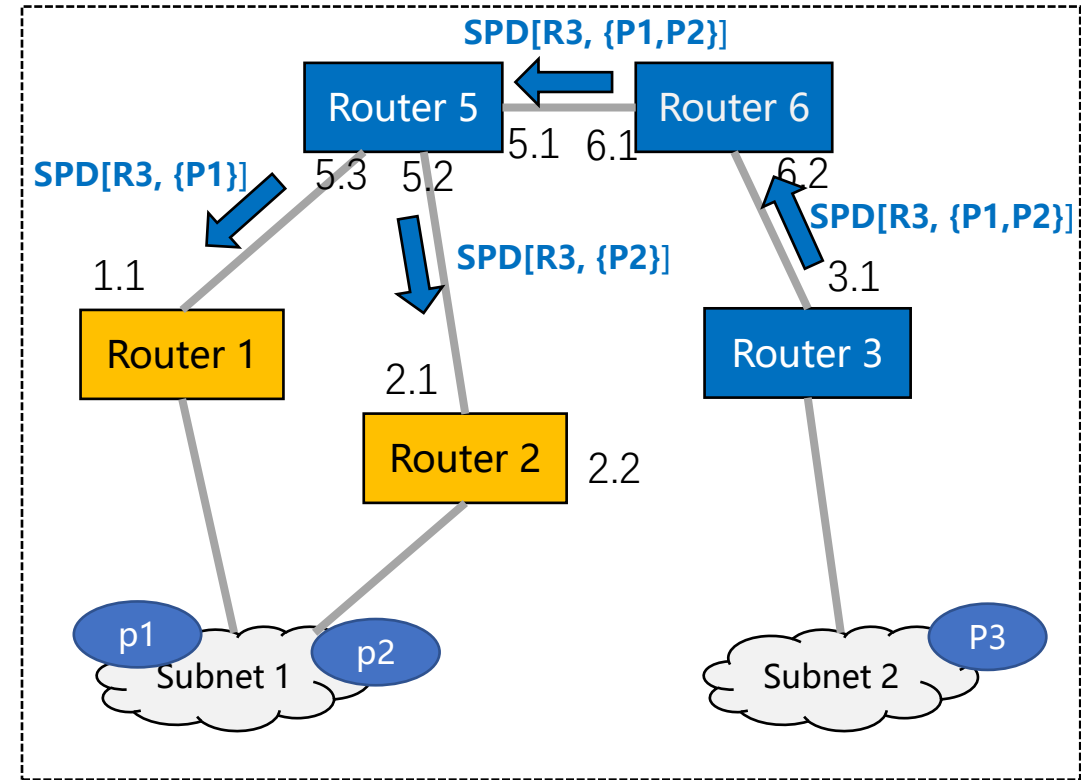 SPD[R3, {P1,P2}]
Router 5
Router 6
5.1
6.1
SPD[R3, {P1}]
5.3
5.2
6.2
SPD[R3, {P1,P2}]
SPD[R3, {P2}]
1.1
3.1
Router 1
Router 3
2.1
Router 2
2.2
p1
p2
P3
Subnet 1
Subnet 2